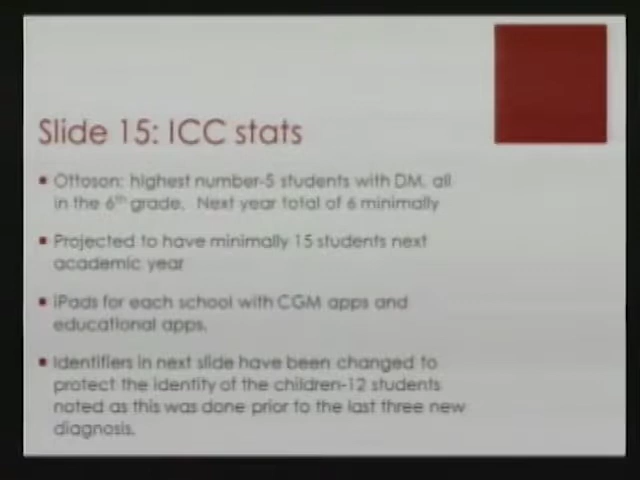 Slide 15: ICC stats
Ottoson: highest number-5 students with DM, all
in the 6th grade. Next year total of 6 minimally
Projected to have minimally 15 students next
academic year
iPads for each school with CGM apps and
educational apps.
Identifiers in next slide have been changed to
protect the identity of the children-12 students
noted as this was done prior to the last three new
diagnosis.